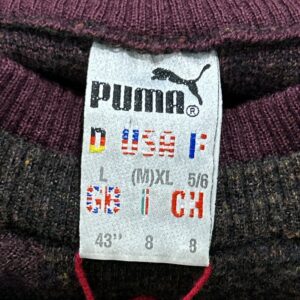 PUMA®
D USA F
L (M)XL 5/6
GB I CH
43" 8 8